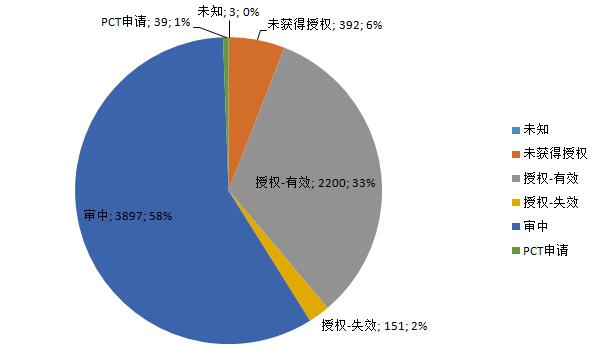 未知; 3; 0%
PCT申请; 39; 1%
未获得授权; 392; 6%
授权-有效; 2200; 33%
审中; 3897; 58%
授权-失效; 151; 2%
未知
未获得授权
授权-有效
授权-失效
审中
PCT申请